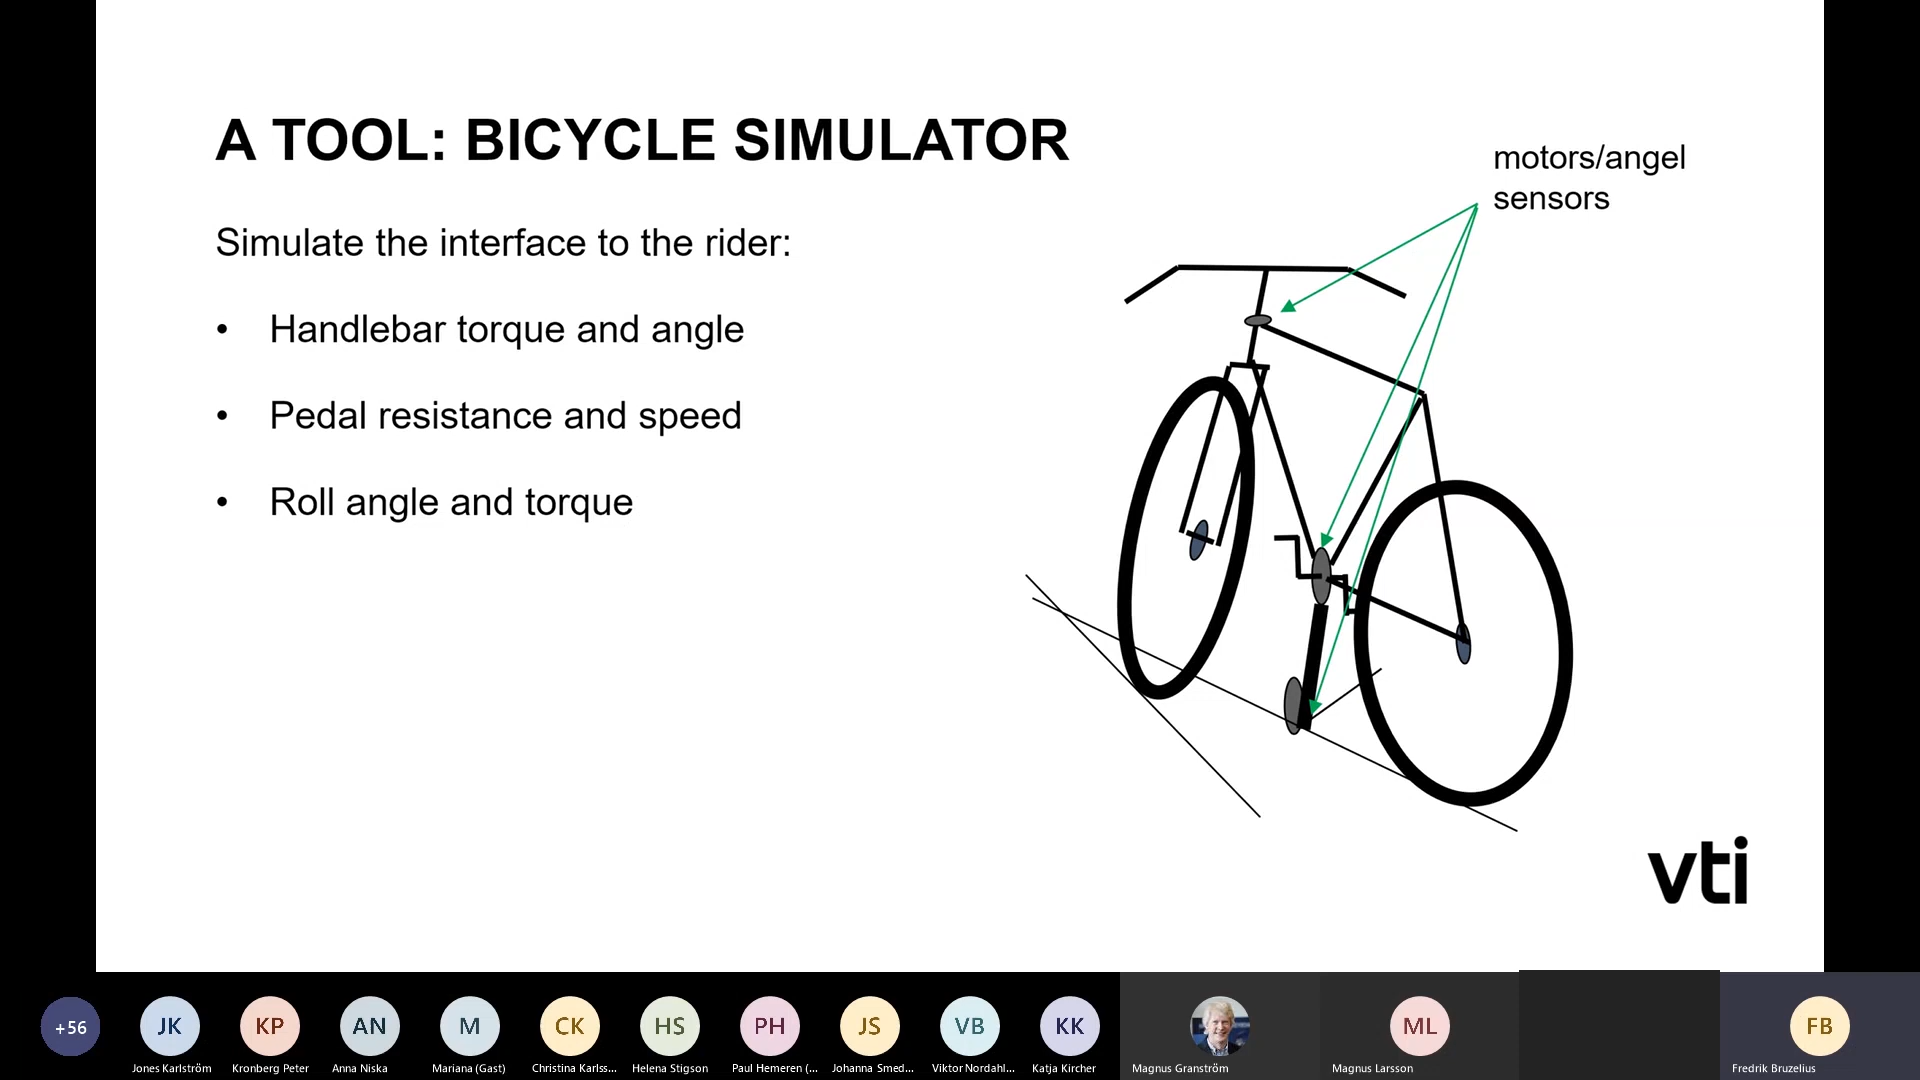 A TOOL: BICYCLE SIMULATOR
motors/angel
sensors
Simulate the interface to the rider:
• Handlebar torque and angle
• Pedal resistance and speed
• Roll angle and torque
vti
+56
JK
KP
AN
M
CK
HS
PH
JS
VB
KK
ML
FB
Jones Karlström
Kronberg Peter
Anna Niska
Mariana (Gast)
Christina Karlss...
Helena Stigson
Paul Hemeren (...
Johanna Smed...
Viktor Nordahl...
Katja Kircher
Magnus Granström
Magnus Larsson
Fredrik Bruzelius